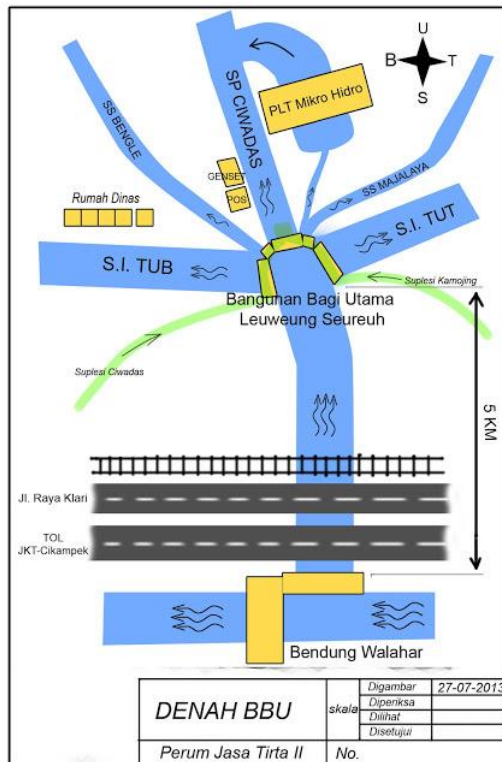 U
B T
S
SS BENGLE
SP CIWADAS
PLT Mikro Hidro
SS MAJALAYA
GENSET
POS
Rumah Dinas
S.I. TUT
S.I. TUB
Suplesi Kamojing
Bangunan Bagi Utama
Leuweung Seureuh
Suplesi Ciwadas
5 KM
Jl. Raya Klari
TOL
JKT-Cikampek
Bendung Walahar
DENAH BBU
skala
Digambar 27-07-2013
Diperiksa
Dilihat
Disetujui
Perum Jasa Tirta II No.